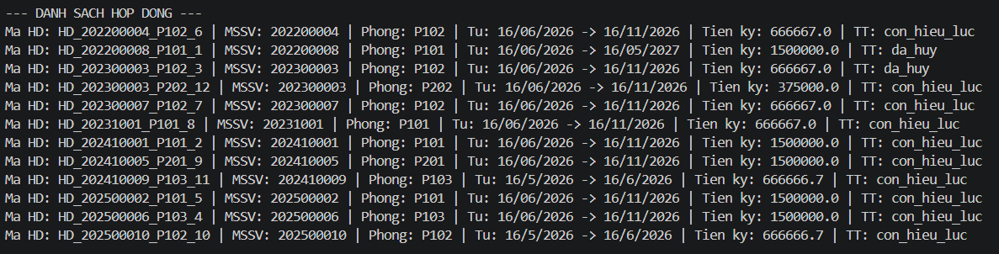 --- DANH SACH HOP DONG ---
Ma HD: HD_202200004_P102_6 | MSSV: 202200004 | Phong: P102 | Tu: 16/06/2026 -> 16/11/2026 | Tien ky: 666667.0 | TT: con_hieu_luc
Ma HD: HD_202200008_P101_1 | MSSV: 202200008 | Phong: P101 | Tu: 16/06/2026 -> 16/05/2027 | Tien ky: 1500000.0 | TT: da_huy
Ma HD: HD_202300003_P102_3 | MSSV: 202300003 | Phong: P102 | Tu: 16/06/2026 -> 16/11/2026 | Tien ky: 666667.0 | TT: da_huy
Ma HD: HD_202300003_P202_12 | MSSV: 202300003 | Phong: P202 | Tu: 16/06/2026 -> 16/11/2026 | Tien ky: 375000.0 | TT: con_hieu_luc
Ma HD: HD_202300007_P102_7 | MSSV: 202300007 | Phong: P102 | Tu: 16/06/2026 -> 16/11/2026 | Tien ky: 666667.0 | TT: con_hieu_luc
Ma HD: HD_20231001_P101_8 | MSSV: 20231001 | Phong: P101 | Tu: 16/06/2026 -> 16/11/2026 | Tien ky: 666667.0 | TT: con_hieu_luc
Ma HD: HD_202410001_P101_2 | MSSV: 202410001 | Phong: P101 | Tu: 16/06/2026 -> 16/11/2026 | Tien ky: 1500000.0 | TT: con_hieu_luc
Ma HD: HD_202410005_P201_9 | MSSV: 202410005 | Phong: P201 | Tu: 16/06/2026 -> 16/11/2026 | Tien ky: 1500000.0 | TT: con_hieu_luc
Ma HD: HD_202410009_P103_11 | MSSV: 202410009 | Phong: P103 | Tu: 16/5/2026 -> 16/6/2026 | Tien ky: 666666.7 | TT: con_hieu_luc
Ma HD: HD_202500002_P101_5 | MSSV: 202500002 | Phong: P101 | Tu: 16/06/2026 -> 16/11/2026 | Tien ky: 1500000.0 | TT: con_hieu_luc
Ma HD: HD_202500006_P103_4 | MSSV: 202500006 | Phong: P103 | Tu: 16/06/2026 -> 16/11/2026 | Tien ky: 1500000.0 | TT: con_hieu_luc
Ma HD: HD_202500010_P102_10 | MSSV: 202500010 | Phong: P102 | Tu: 16/5/2026 -> 16/6/2026 | Tien ky: 666666.7 | TT: con_hieu_luc